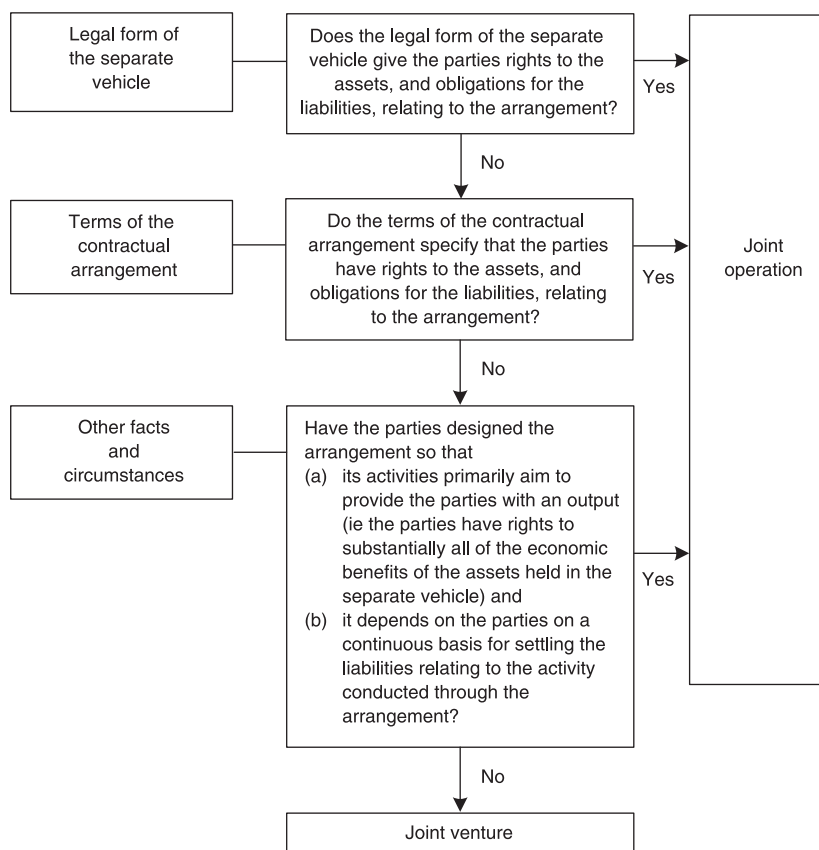 Legal form of
the separate
vehicle
Does the legal form of the separate
vehicle give the parties rights to the
assets, and obligations for the
liabilities, relating to the arrangement?
Yes
No
Terms of the
contractual
arrangement
Do the terms of the contractual
arrangement specify that the parties
have rights to the assets, and
obligations for the liabilities, relating
to the arrangement?
Yes
Joint
operation
No
Other facts
and
circumstances
Have the parties designed the
arrangement so that
(a) its activities primarily aim to
provide the parties with an output
(ie the parties have rights to
substantially all of the economic
benefits of the assets held in the
separate vehicle) and
(b) it depends on the parties on a
continuous basis for settling the
liabilities relating to the activity
conducted through the
arrangement?
Yes
No
Joint venture